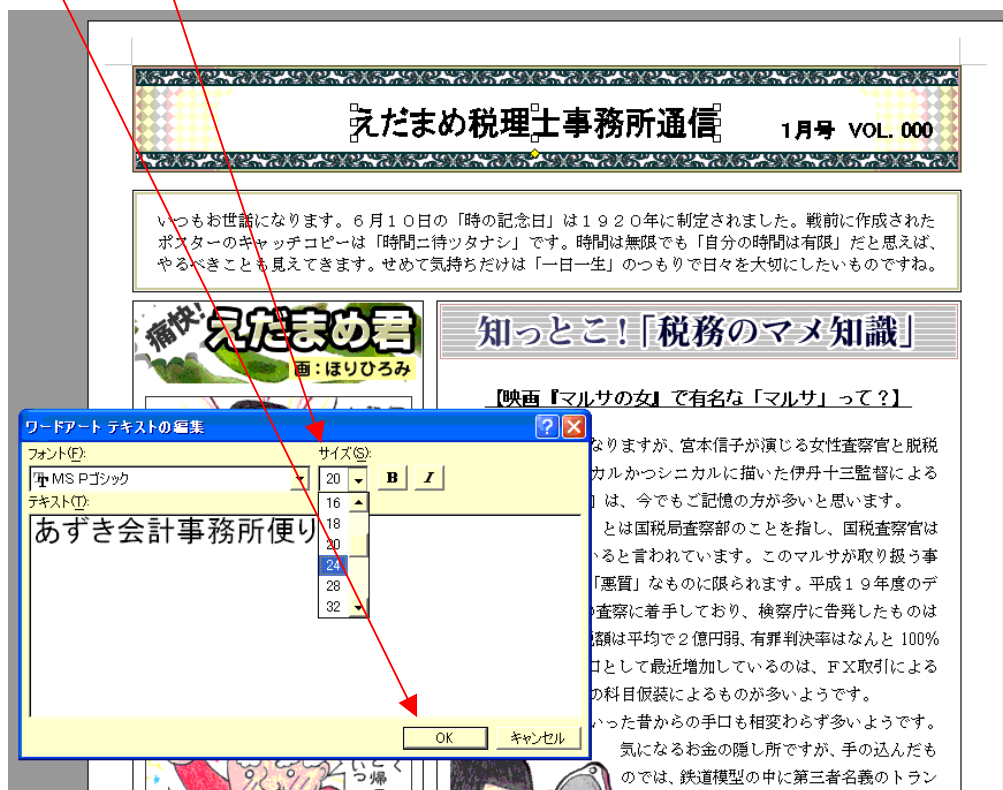 えだまめ税理士事務所通信
1月号 VOL. 000
いつもお世話になります。６月１０日の「時の記念日」は１９２０年に制定されました。戦前に作成された
ポスターのキャッチコピーは「時間ニ待ツタナシ」です。時間は無限でも「自分の時間は有限」だと思えば、
やるべきことも見えてきます。せめて気持ちだけは「一日一生」のつもりで日々を大切にしたいものですね。
痛快!えだまめ君
画：ほりひろみ
知っとこ！「税務のマメ知識」
【映画『マルサの女』で有名な「マルサ」って？】
なりますが、宮本信子が演じる女性査察官と脱税
カルかつシニカルに描いた伊丹十三監督による
は、今でもご記憶の方が多いと思います。
とは国税局査察部のことを指し、国税査察官は
いると言われています。このマルサが取り扱う事
「悪質」なものに限られます。平成１９年度のデ
査察に着手しており、検察庁に告発したものは
額は平均で２億円弱、有罪判決率はなんと 100%
口として最近増加しているのは、ＦＸ取引による
の科目仮装によるものが多いようです。
いった昔からの手口も相変わらず多いようです。
気になるお金の隠し所ですが、手の込んだも
のでは、鉄道模型の中に第三者名義のトラン
ワードアート テキストの編集
フォント(F):
サイズ(S):
MS Pゴシック
20
B
I
テキスト(T):
あずき会計事務所便り
16
18
20
24
28
32
OK
キャンセル
つ帰